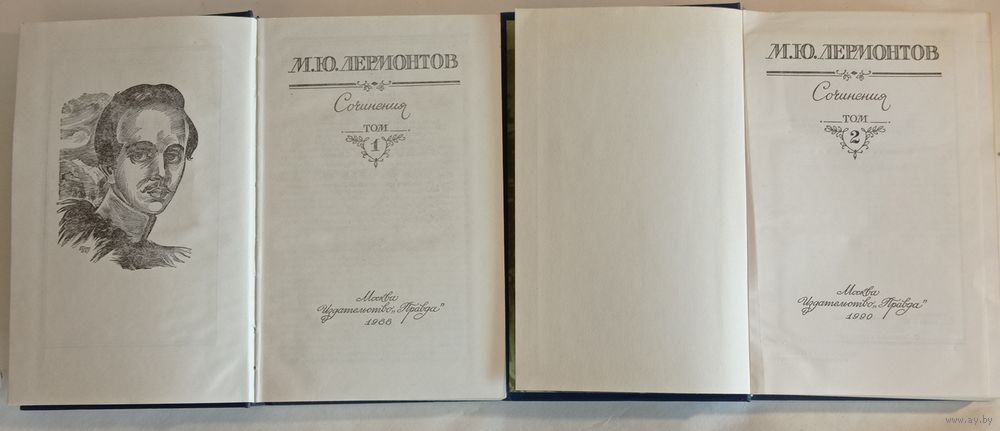 М.Ю. ЛЕРМОНТОВ
Сочинения
ТОМ
1
Москва
Издательство „Правда"
1988
М.Ю. ЛЕРМОНТОВ
Сочинения
ТОМ
2
Москва
Издательство „Правда"
1990
www.ay.by